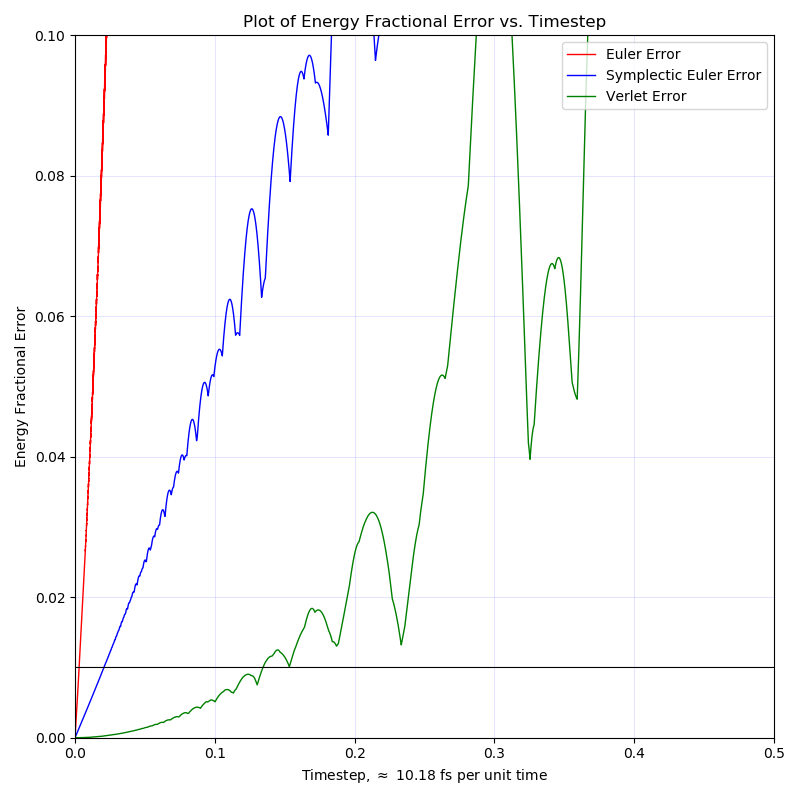 Plot of Energy Fractional Error vs. Timestep
Euler Error
Symplectic Euler Error
Verlet Error
Energy Fractional Error
0.10
0.08
0.06
0.04
0.02
0.00
0.0 0.1 0.2 0.3 0.4 0.5
Timestep, ≈ 10.18 fs per unit time